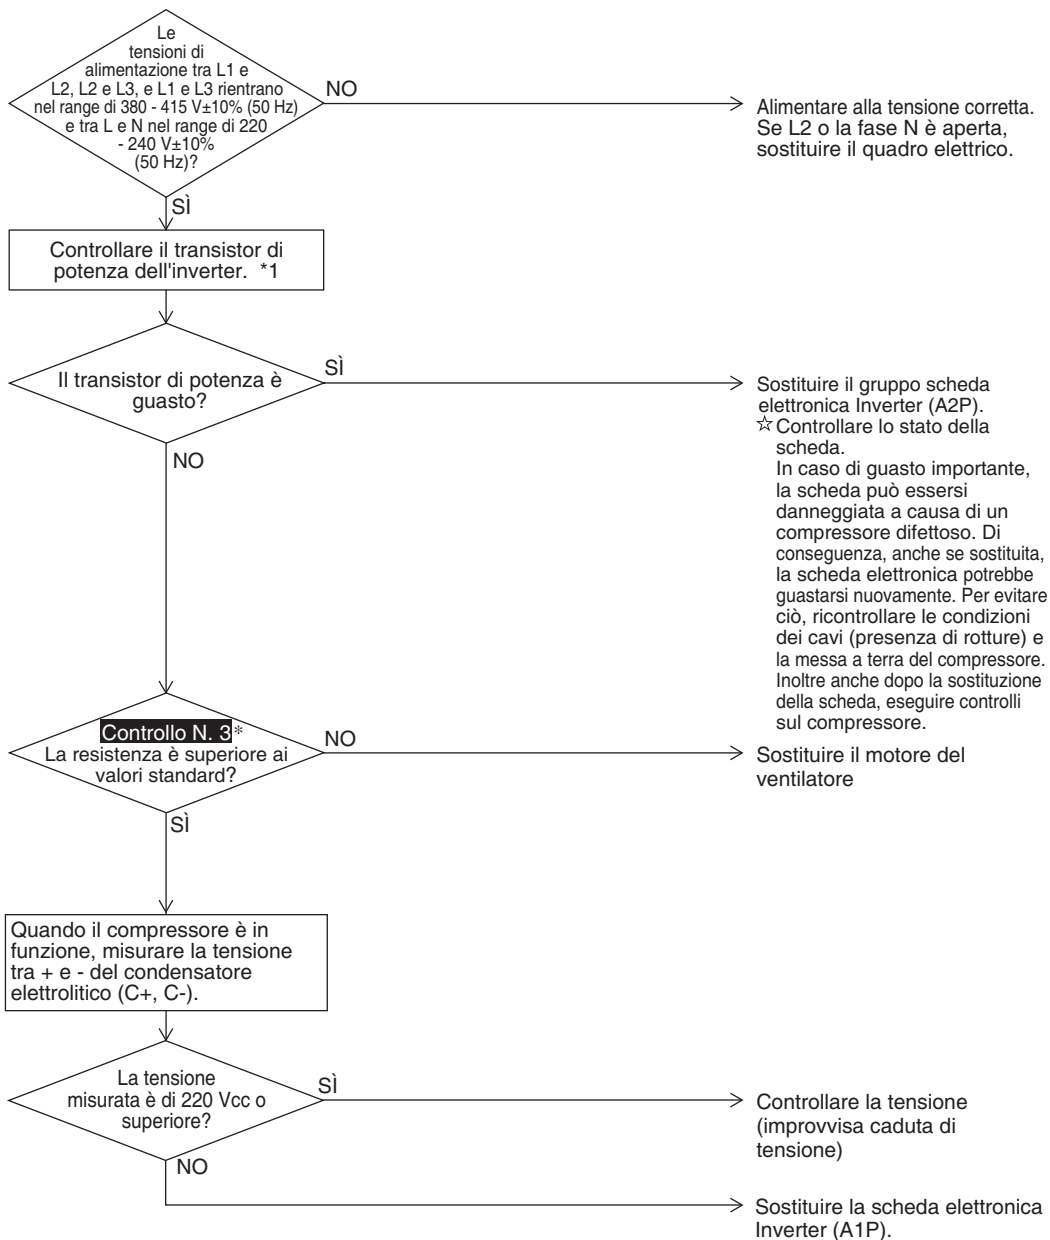 Le
tensioni di
alimentazione tra L1 e
L2, L2 e L3, e L1 e L3 rientrano
nel range di 380 - 415 V±10% (50 Hz)
e tra L e N nel range di 220
- 240 V±10%
(50 Hz)?
NO
Alimentare alla tensione corretta.
Se L2 o la fase N è aperta,
sostituire il quadro elettrico.
SÌ
Controllare il transistor di
potenza dell'inverter. *1
Il transistor di potenza è
guasto?
SÌ
Sostituire il gruppo scheda
elettronica Inverter (A2P).
☆Controllare lo stato della
scheda.
In caso di guasto importante,
la scheda può essersi
danneggiata a causa di un
compressore difettoso. Di
conseguenza, anche se sostituita,
la scheda elettronica potrebbe
guastarsi nuovamente. Per evitare
ciò, ricontrollare le condizioni
dei cavi (presenza di rotture) e
la messa a terra del compressore.
Inoltre anche dopo la sostituzione
della scheda, eseguire controlli
sul compressore.
NO
Controllo N. 3*
La resistenza è superiore ai
valori standard?
NO
Sostituire il motore del
ventilatore
SÌ
Quando il compressore è in
funzione, misurare la tensione
tra + e - del condensatore
elettrolitico (C+, C-).
La tensione
misurata è di 220 Vcc o
superiore?
SÌ
Controllare la tensione
(improvvisa caduta di
tensione)
NO
Sostituire la scheda elettronica
Inverter (A1P).